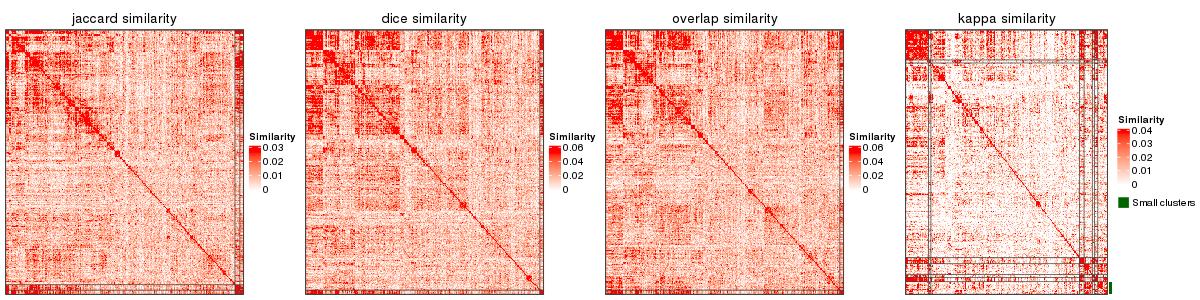 jaccard similarity
Similarity
0.03
0.02
0.01
0
dice similarity
Similarity
0.06
0.04
0.02
0
overlap similarity
Similarity
0.06
0.04
0.02
0
kappa similarity
Similarity
0.04
0.03
0.02
0.01
0
Small clusters